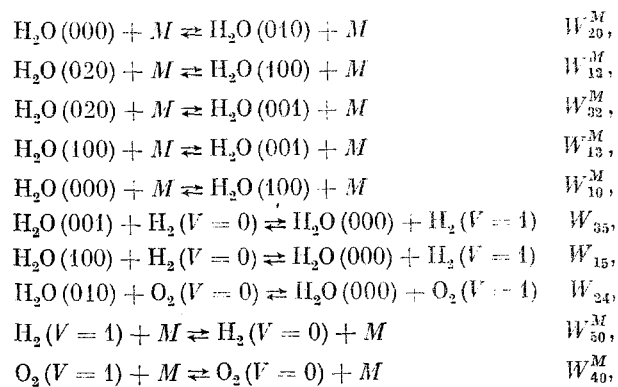 H₂O (000) + M ⇄ H₂O (010) + M W₂₀ᴹ,
H₂O (020) + M ⇄ H₂O (100) + M W₁₂ᴹ,
H₂O (020) + M ⇄ H₂O (001) + M W₃₂ᴹ,
H₂O (100) + M ⇄ H₂O (001) + M W₁₃ᴹ,
H₂O (000) + M ⇄ H₂O (100) + M W₁₀ᴹ,
H₂O (001) + H₂ (V = 0) ⇄ H₂O (000) + H₂ (V = 1) W₃₅,
H₂O (100) + H₂ (V = 0) ⇄ H₂O (000) + H₂ (V = 1) W₁₅,
H₂O (010) + O₂ (V = 0) ⇄ H₂O (000) + O₂ (V = 1) W₂₄,
H₂ (V = 1) + M ⇄ H₂ (V = 0) + M W₅₀ᴹ,
O₂ (V = 1) + M ⇄ O₂ (V = 0) + M W₄₀ᴹ,